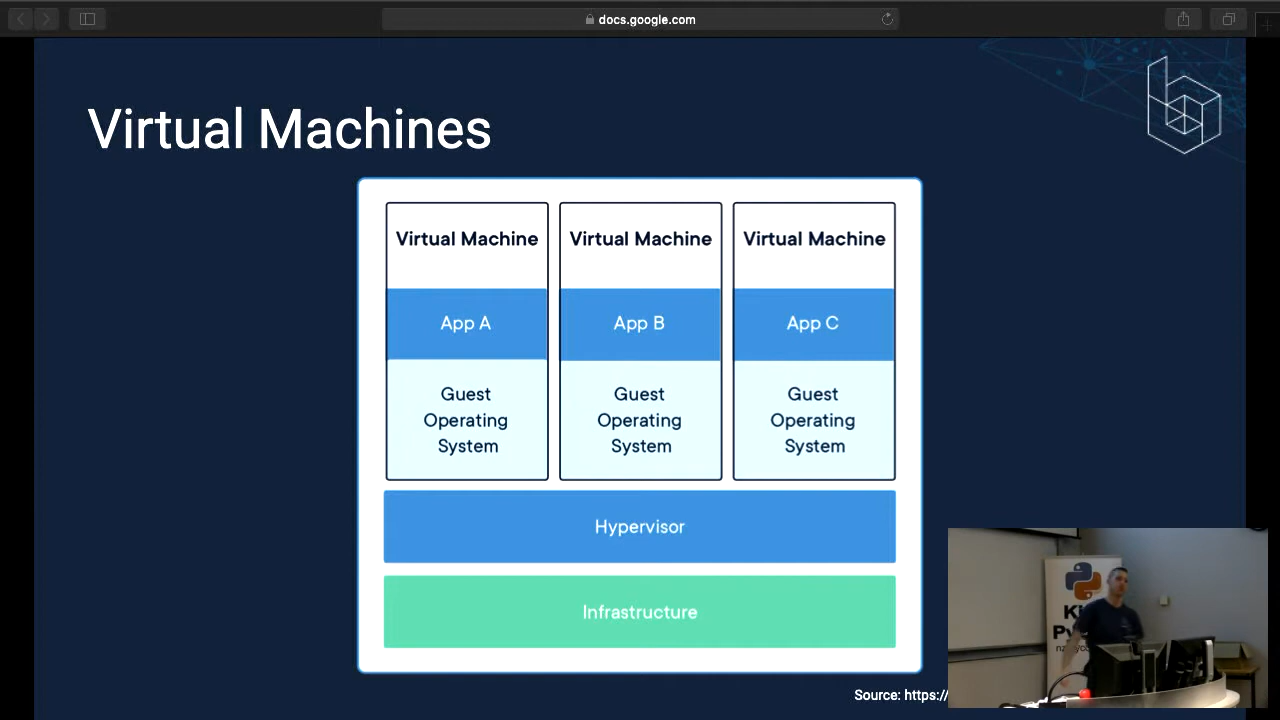 docs.google.com
Virtual Machines
Virtual Machine
Virtual Machine
Virtual Machine
App A
App B
App C
Guest
Operating
System
Guest
Operating
System
Guest
Operating
System
Hypervisor
Infrastructure
Source: https://